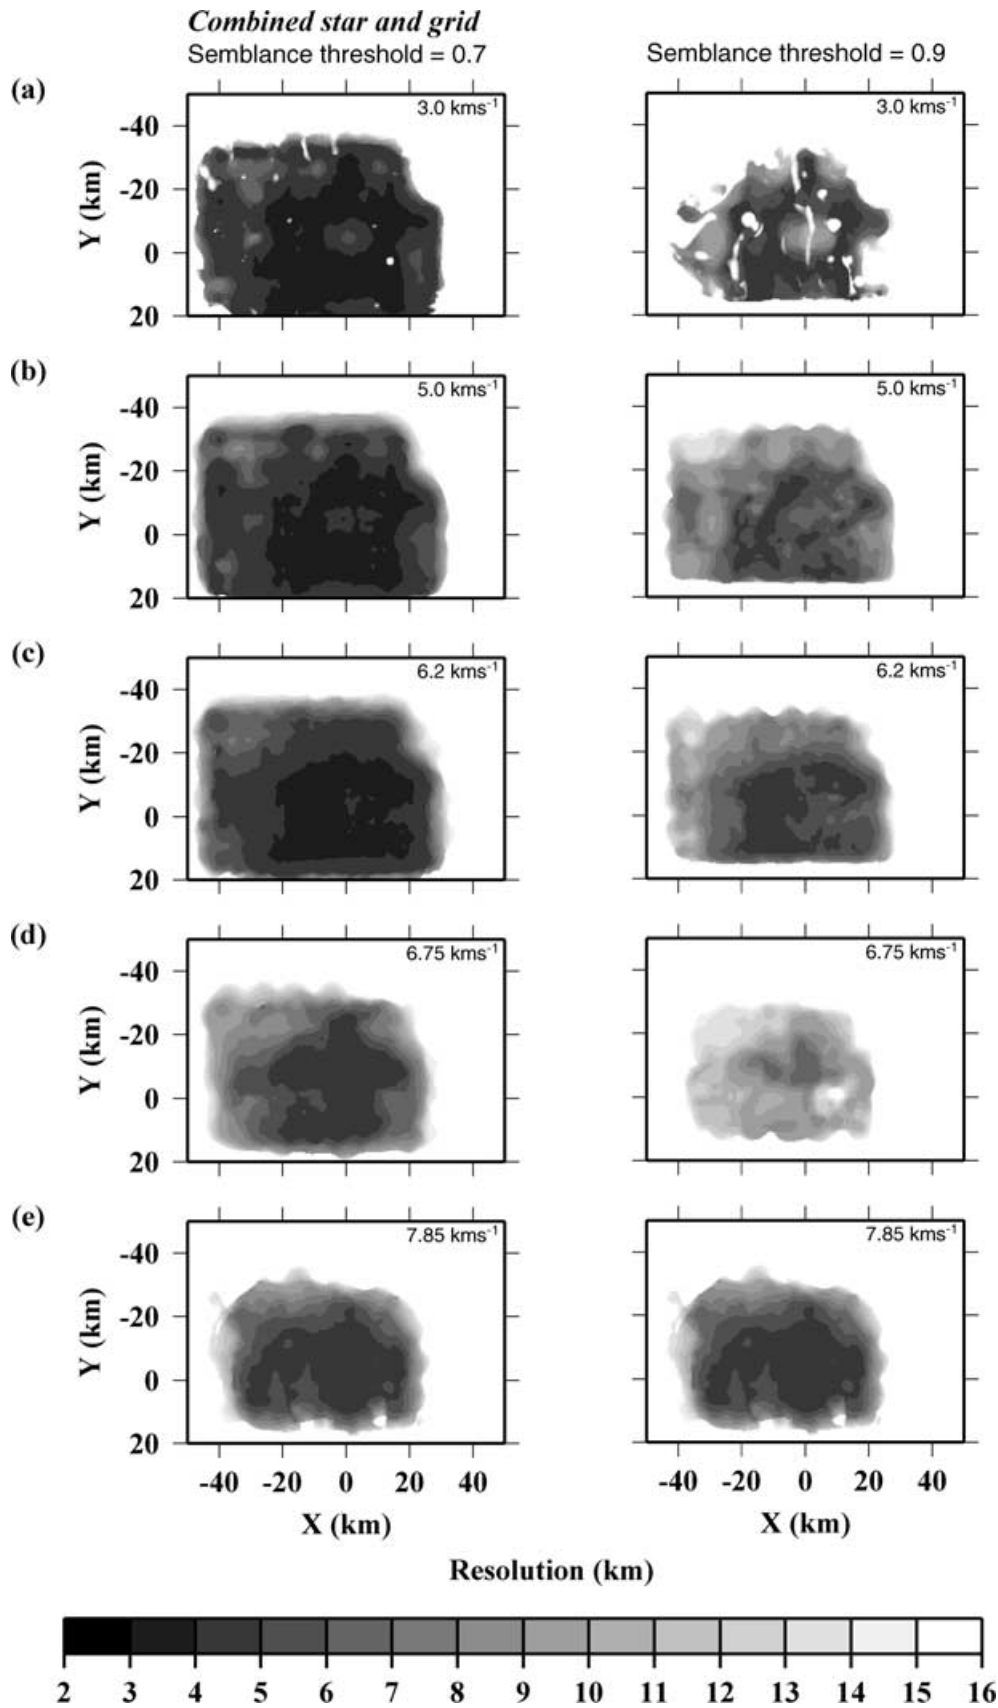 Combined star and grid
Semblance threshold = 0.7
Semblance threshold = 0.9
(a)
3.0 kms-1
3.0 kms-1
Y (km)
-40
-20
0
20
(b)
5.0 kms-1
5.0 kms-1
Y (km)
-40
-20
0
20
(c)
6.2 kms-1
6.2 kms-1
Y (km)
-40
-20
0
20
(d)
6.75 kms-1
6.75 kms-1
Y (km)
-40
-20
0
20
(e)
7.85 kms-1
7.85 kms-1
Y (km)
-40
-20
0
20
-40 -20 0 20 40
-40 -20 0 20 40
X (km)
X (km)
Resolution (km)
2 3 4 5 6 7 8 9 10 11 12 13 14 15 16